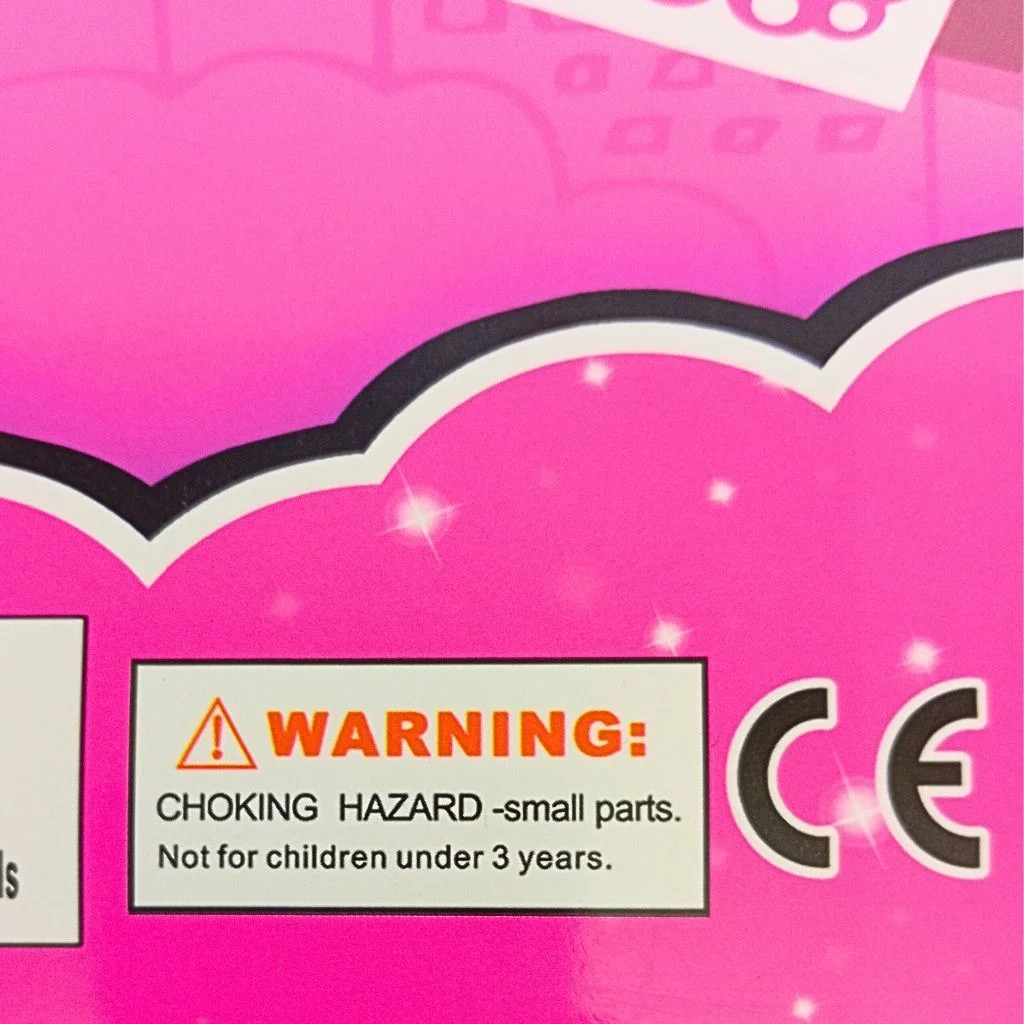 WARNING:
CHOKING HAZARD -small parts.
Not for children under 3 years.
CE